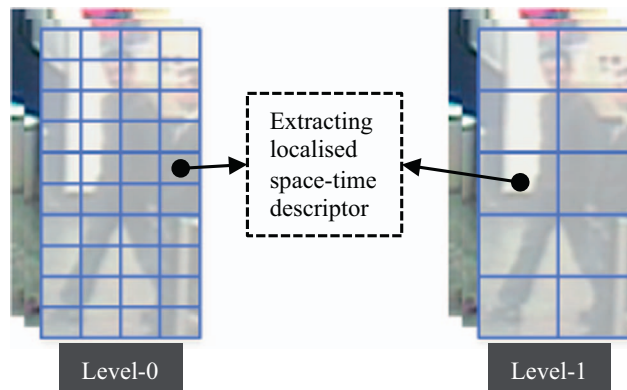 Extracting
localised
space-time
descriptor
Level-0
Level-1